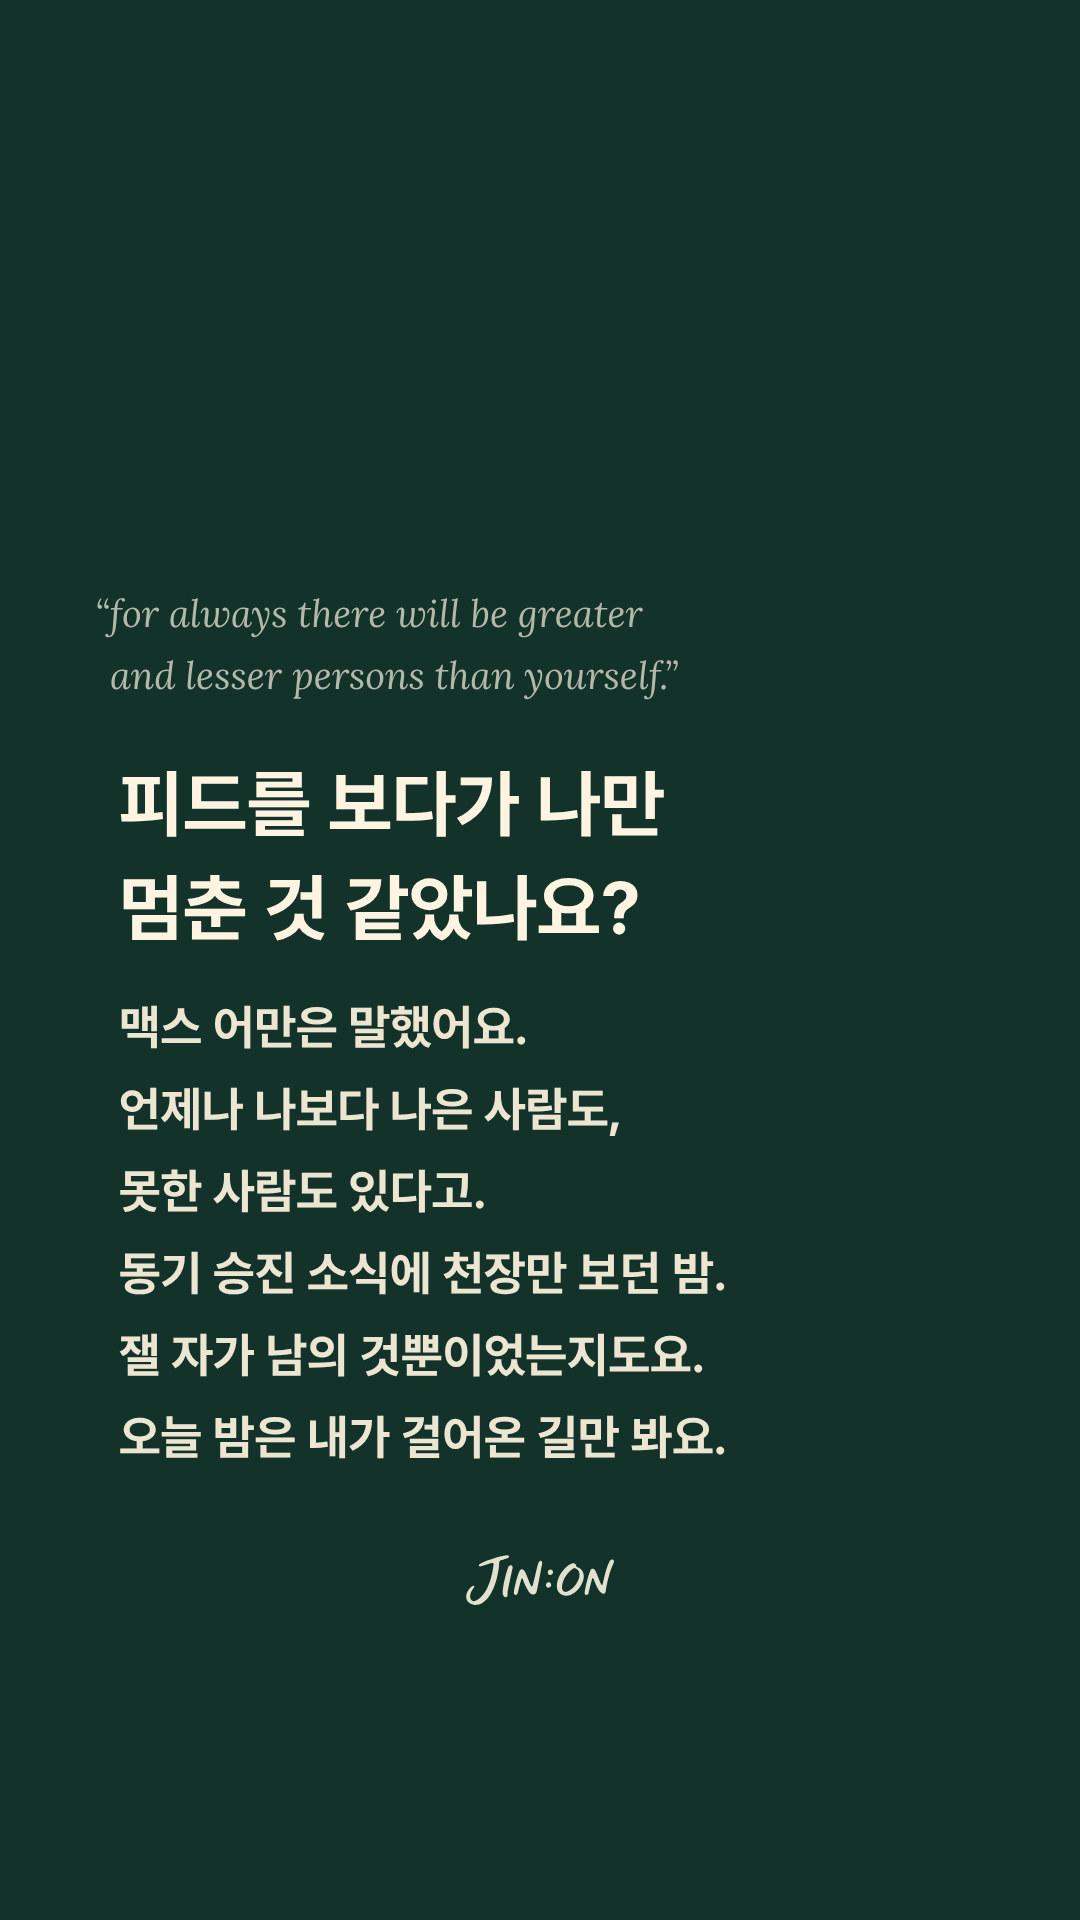 “for always there will be greater
and lesser persons than yourself.”
피드를 보다가 나만
멈춘 것 같았나요?
맥스 어만은 말했어요.
언제나 나보다 나은 사람도,
못한 사람도 있다고.
동기 승진 소식에 천장만 보던 밤.
잴 자가 남의 것뿐이었는지도요.
오늘 밤은 내가 걸어온 길만 봐요.
JIN:ON